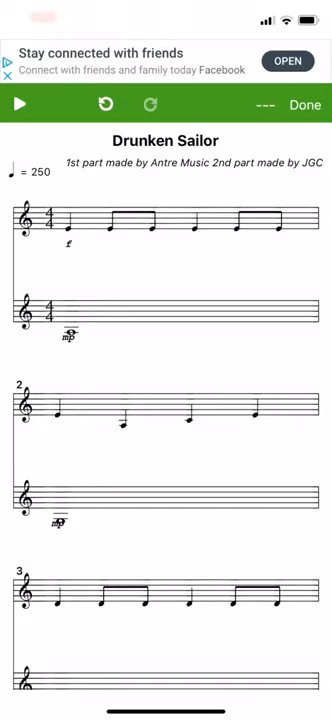 Stay connected with friends
Connect with friends and family today Facebook
OPEN
--- Done
Drunken Sailor
1st part made by Antre Music 2nd part made by JGC
= 250
4
4
f
4
4
mp
2
mp
3